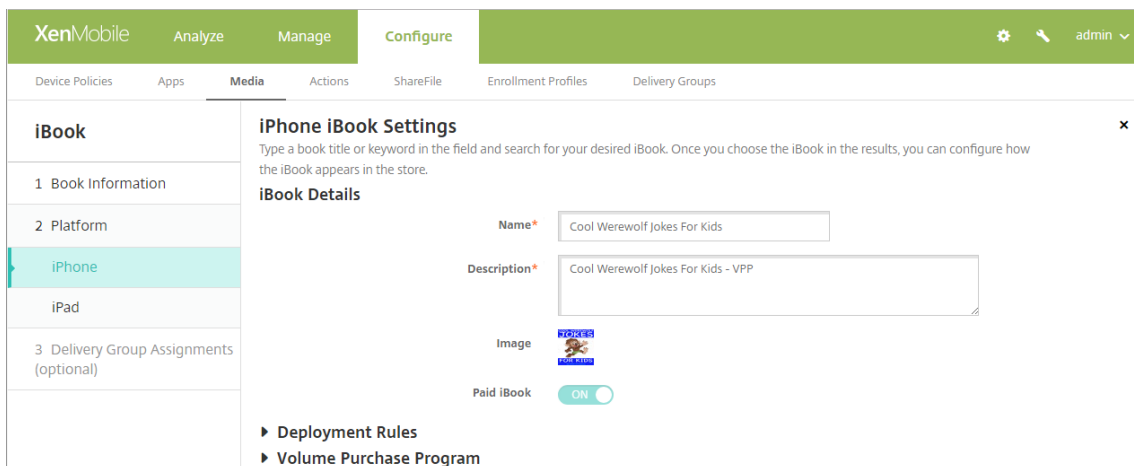 XenMobile Analyze Manage Configure admin
Device Policies Apps Media Actions ShareFile Enrollment Profiles Delivery Groups
iBook
1 Book Information
2 Platform
iPhone
iPad
3 Delivery Group Assignments
(optional)
iPhone iBook Settings
Type a book title or keyword in the field and search for your desired iBook. Once you choose the iBook in the results, you can configure how
the iBook appears in the store.
iBook Details
Name* Cool Werewolf Jokes For Kids
Description* Cool Werewolf Jokes For Kids - VPP
Image
JOKES
FOR KIDS
Paid iBook ON
Deployment Rules
Volume Purchase Program